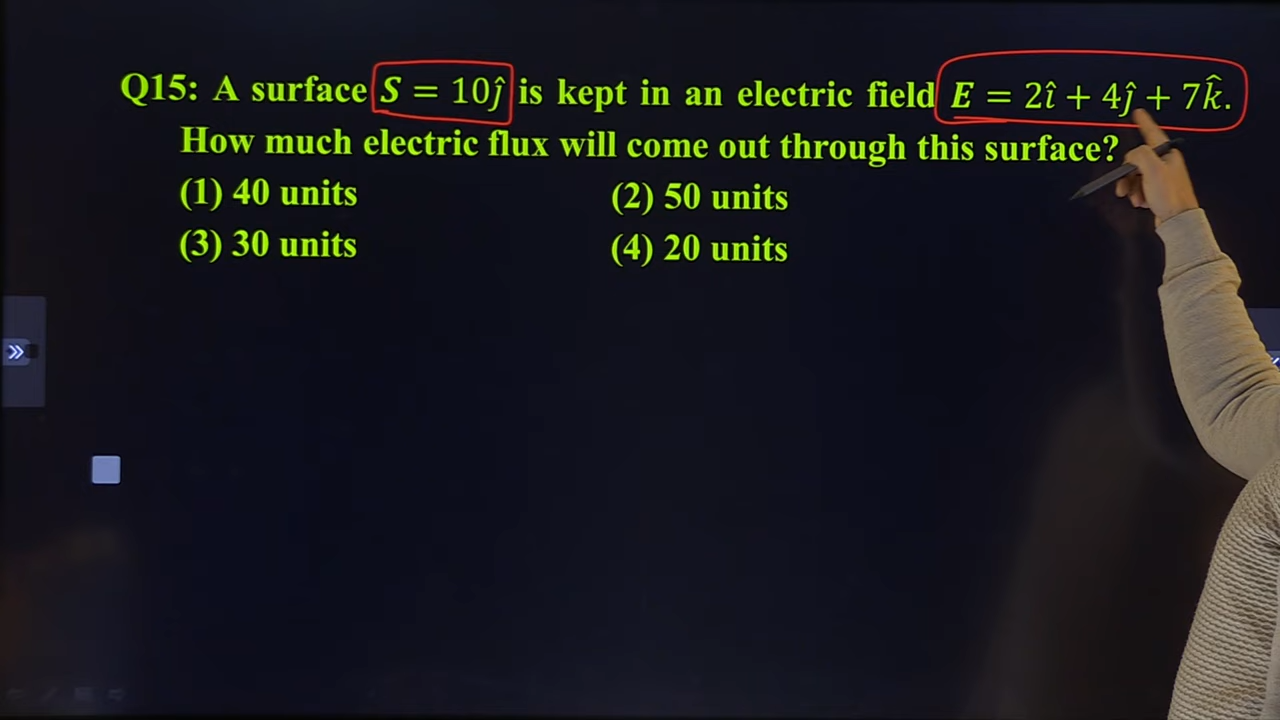 Q15: A surface S = 10ĵ is kept in an electric field E = 2î + 4ĵ + 7k̂.
How much electric flux will come out through this surface?
(1) 40 units (2) 50 units
(3) 30 units (4) 20 units